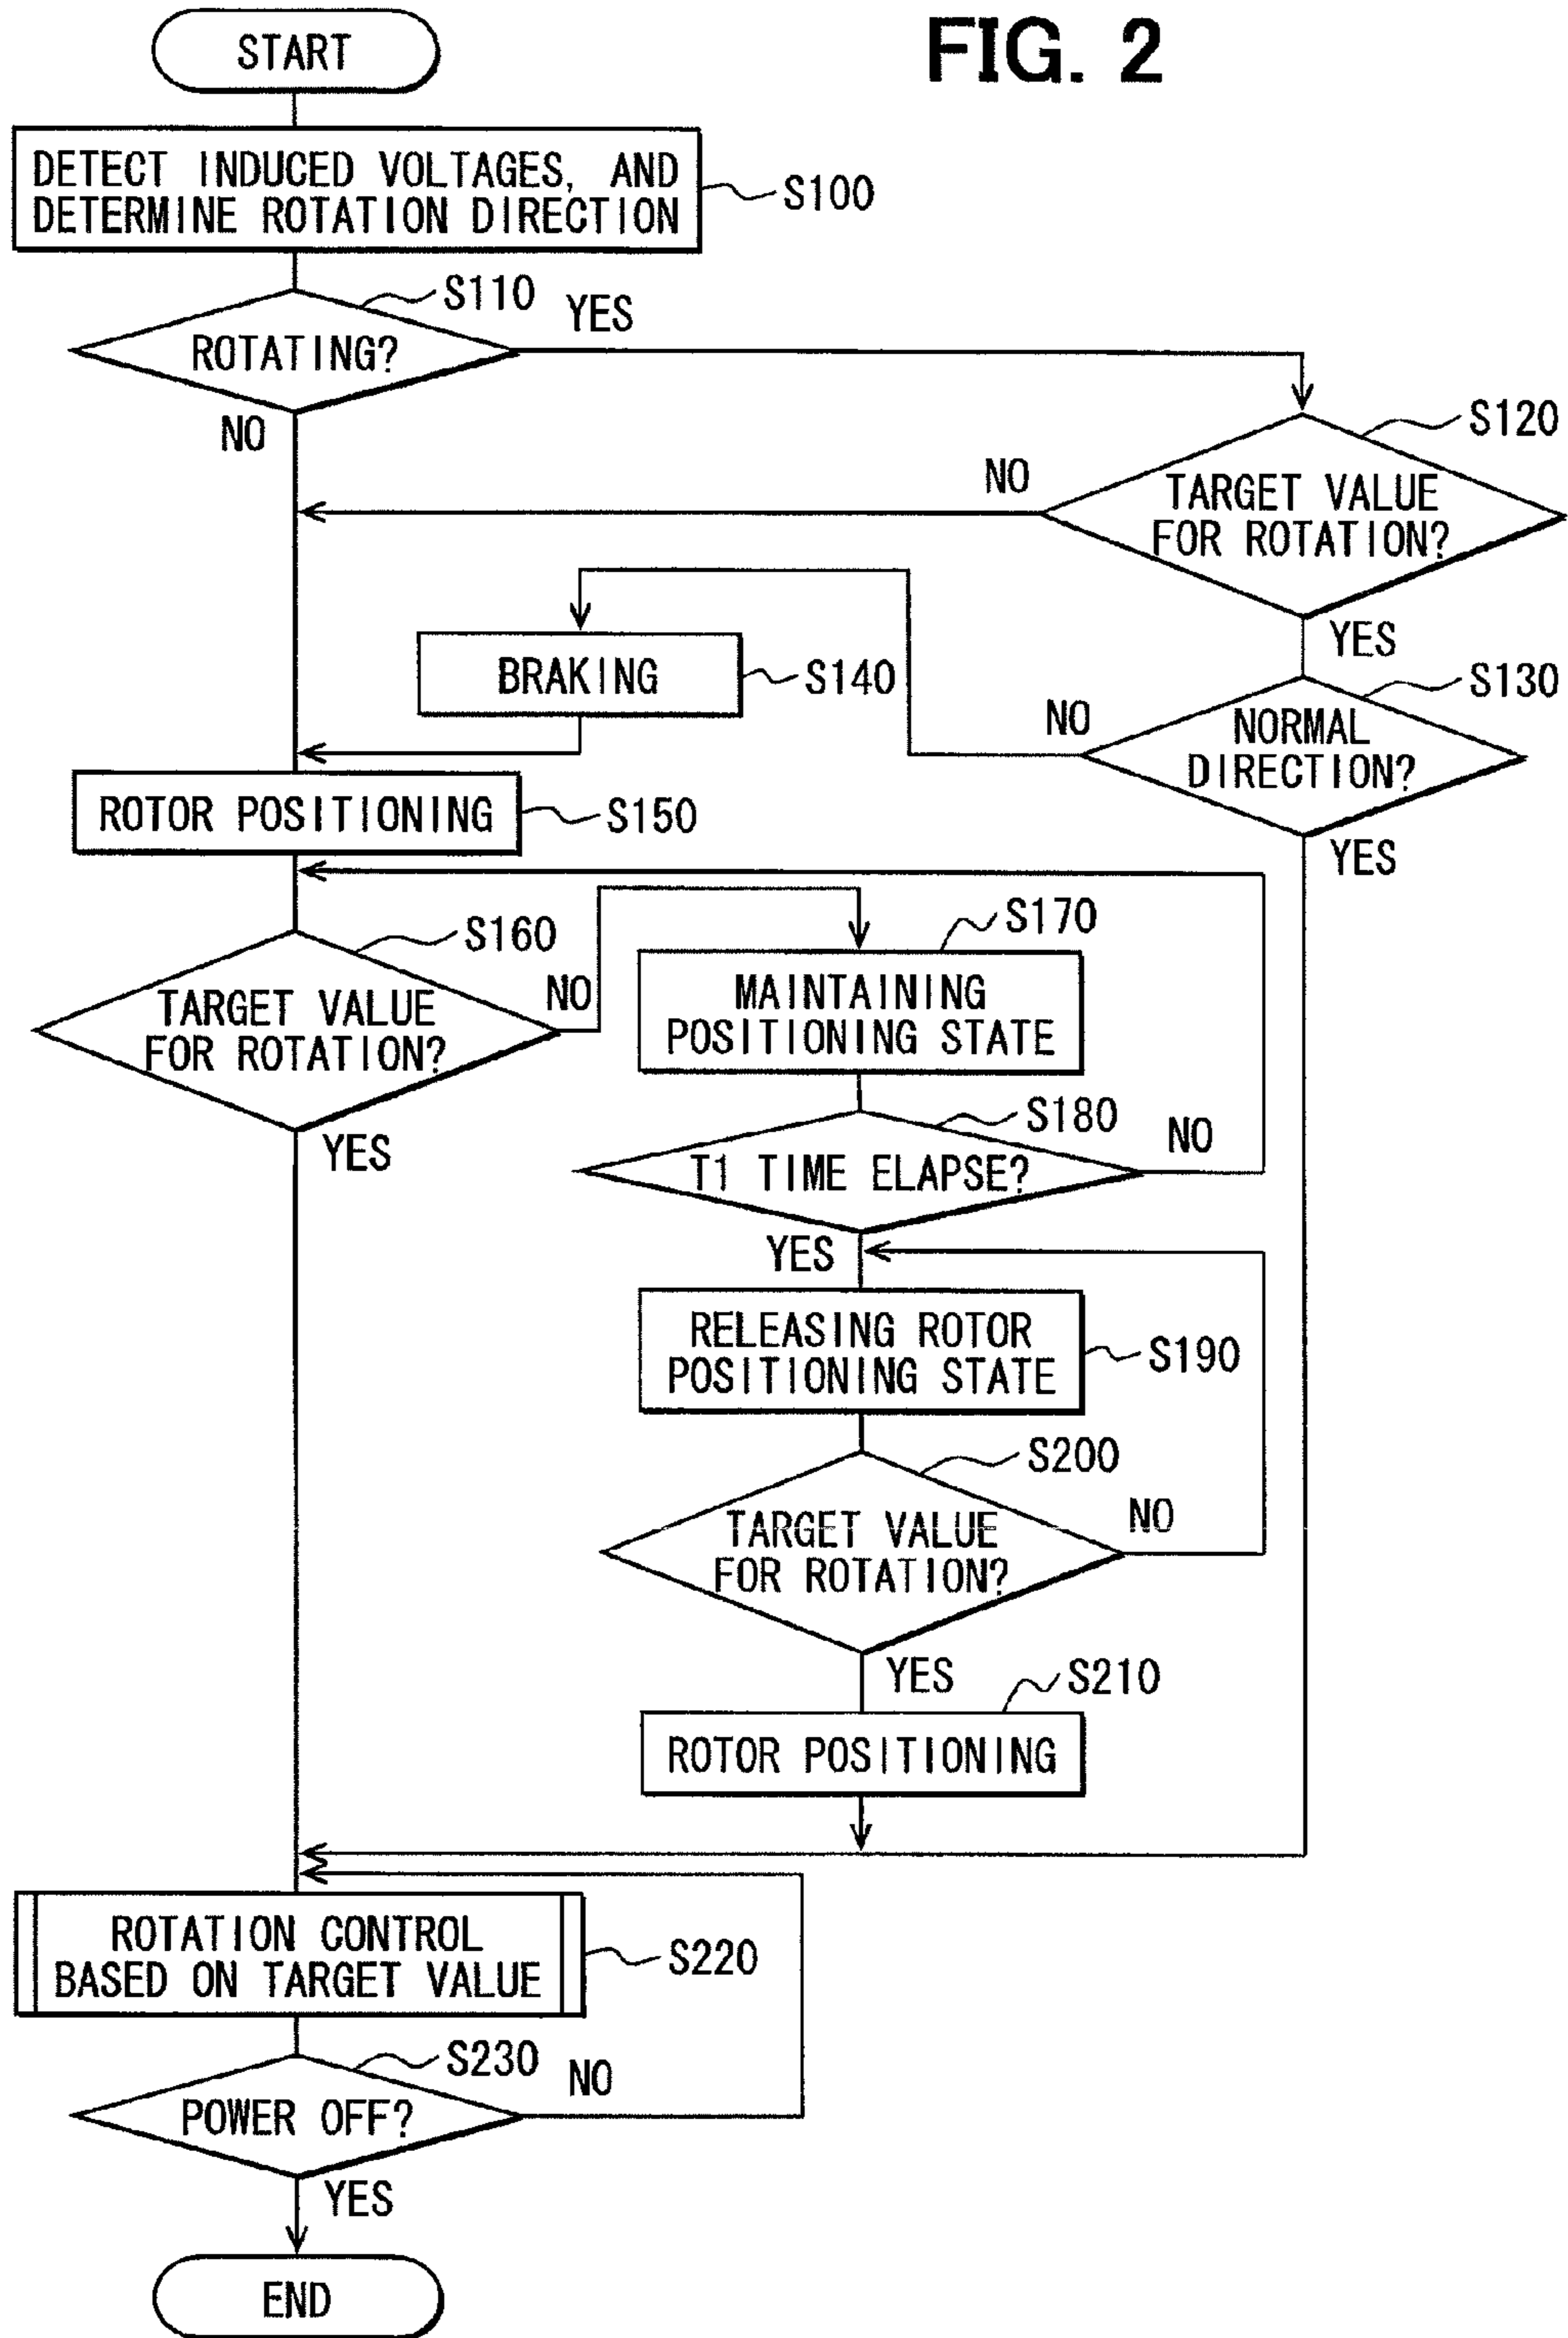 FIG. 2
START
DETECT INDUCED VOLTAGES, AND
DETERMINE ROTATION DIRECTION
S100
S110
ROTATING?
YES
NO
S120
TARGET VALUE
FOR ROTATION?
NO
YES
S130
NORMAL
DIRECTION?
NO
YES
BRAKING
S140
ROTOR POSITIONING
S150
S160
TARGET VALUE
FOR ROTATION?
NO
YES
S170
MAINTAINING
POSITIONING STATE
S180
T1 TIME ELAPSE?
NO
YES
RELEASING ROTOR
POSITIONING STATE
S190
S200
TARGET VALUE
FOR ROTATION?
NO
YES
S210
ROTOR POSITIONING
ROTATION CONTROL
BASED ON TARGET VALUE
S220
S230
POWER OFF?
NO
YES
END